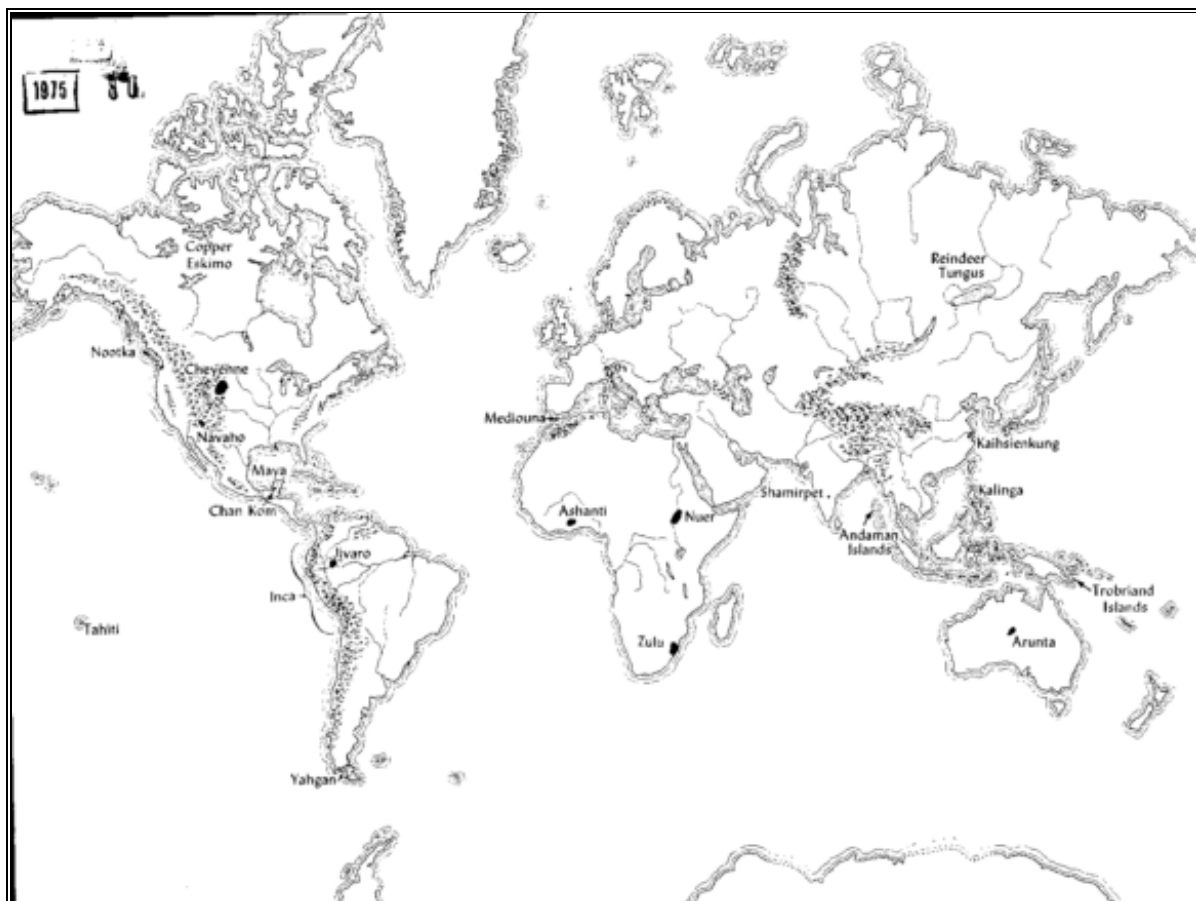 1975
Copper
Eskimo
Reindeer
Tungus
Nootka
Cheyenne
Navaho
Mediouna
Kaihsienkung
Maya
Chan Kom
Shamirpet
Kalinga
Ashanti
Nuer
Andaman
Islands
Jivaro
Inca
Trobriand
Islands
Tahiti
Zulu
Arunta
Yahgan